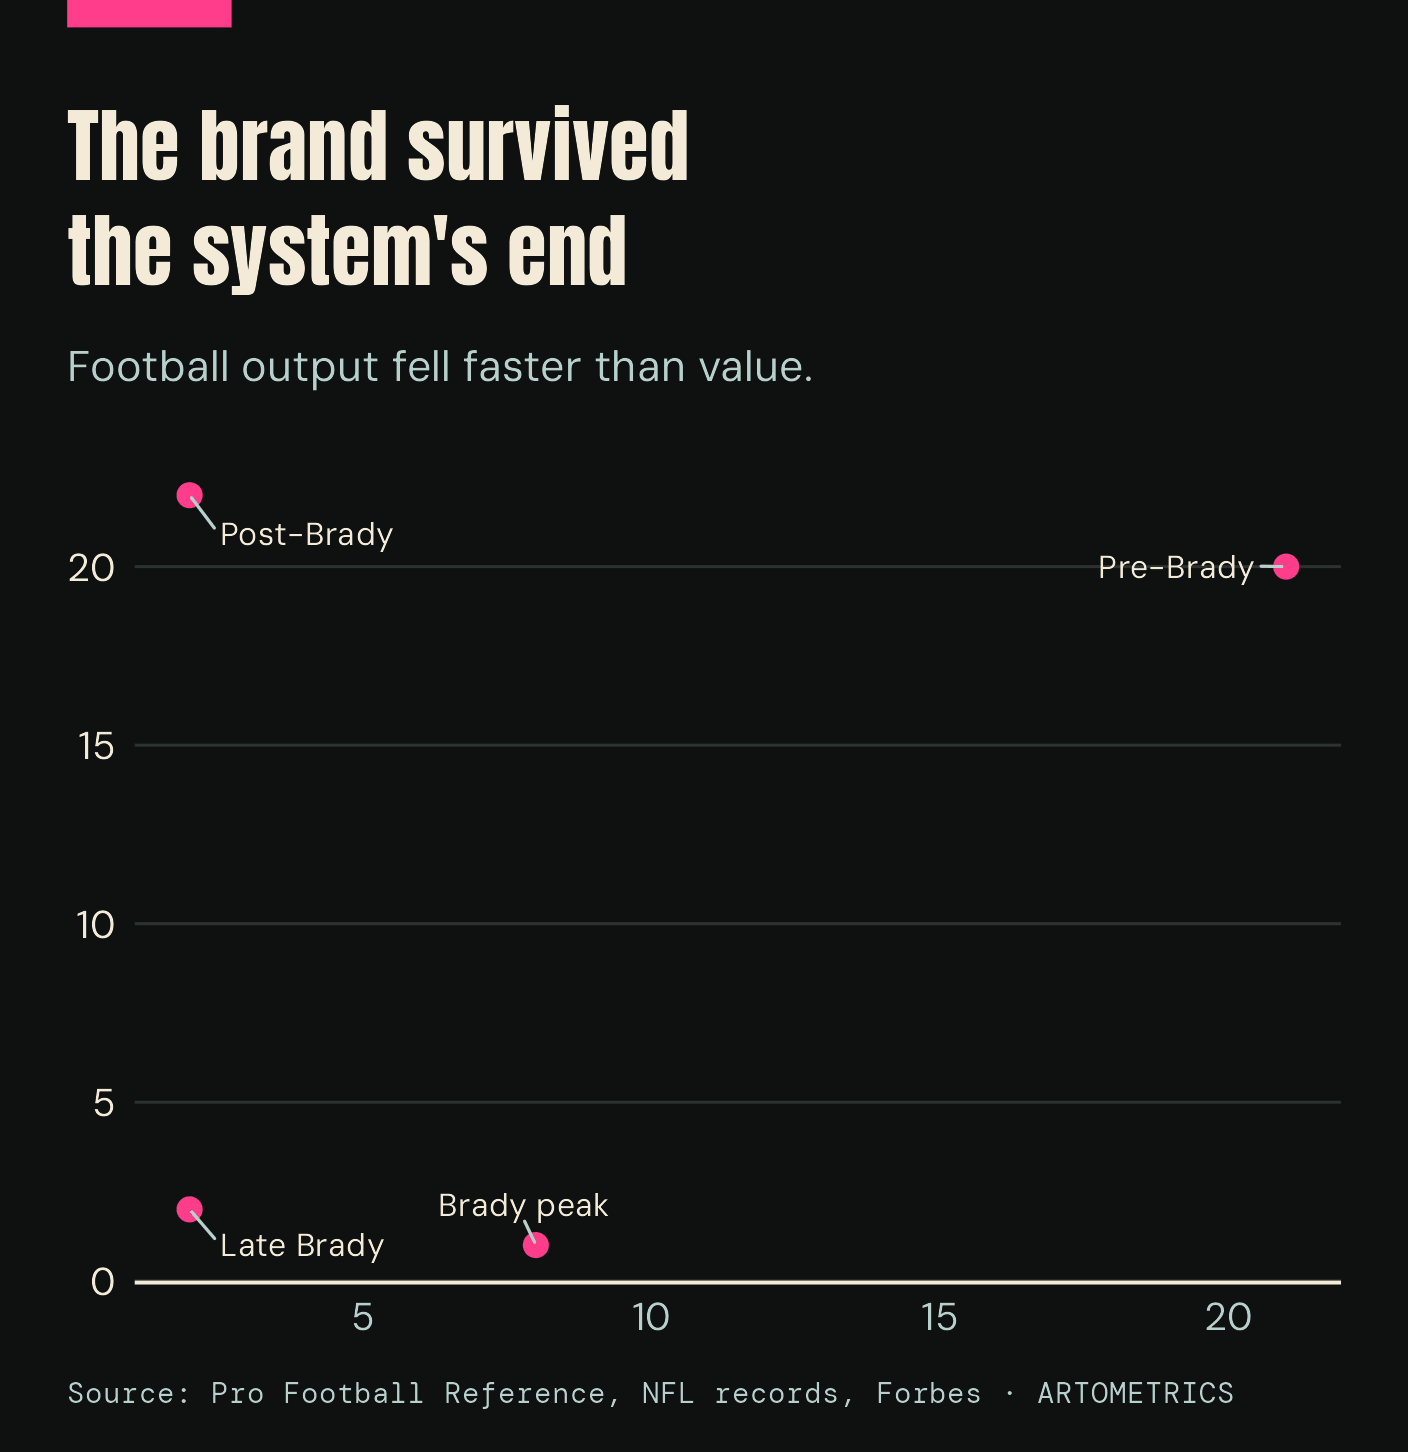 The brand survived
the system's end
Football output fell faster than value.
Post-Brady
20
Pre-Brady
15
10
5
Brady peak
Late Brady
0
5 10 15 20
Source: Pro Football Reference, NFL records, Forbes · ARTOMETRICS